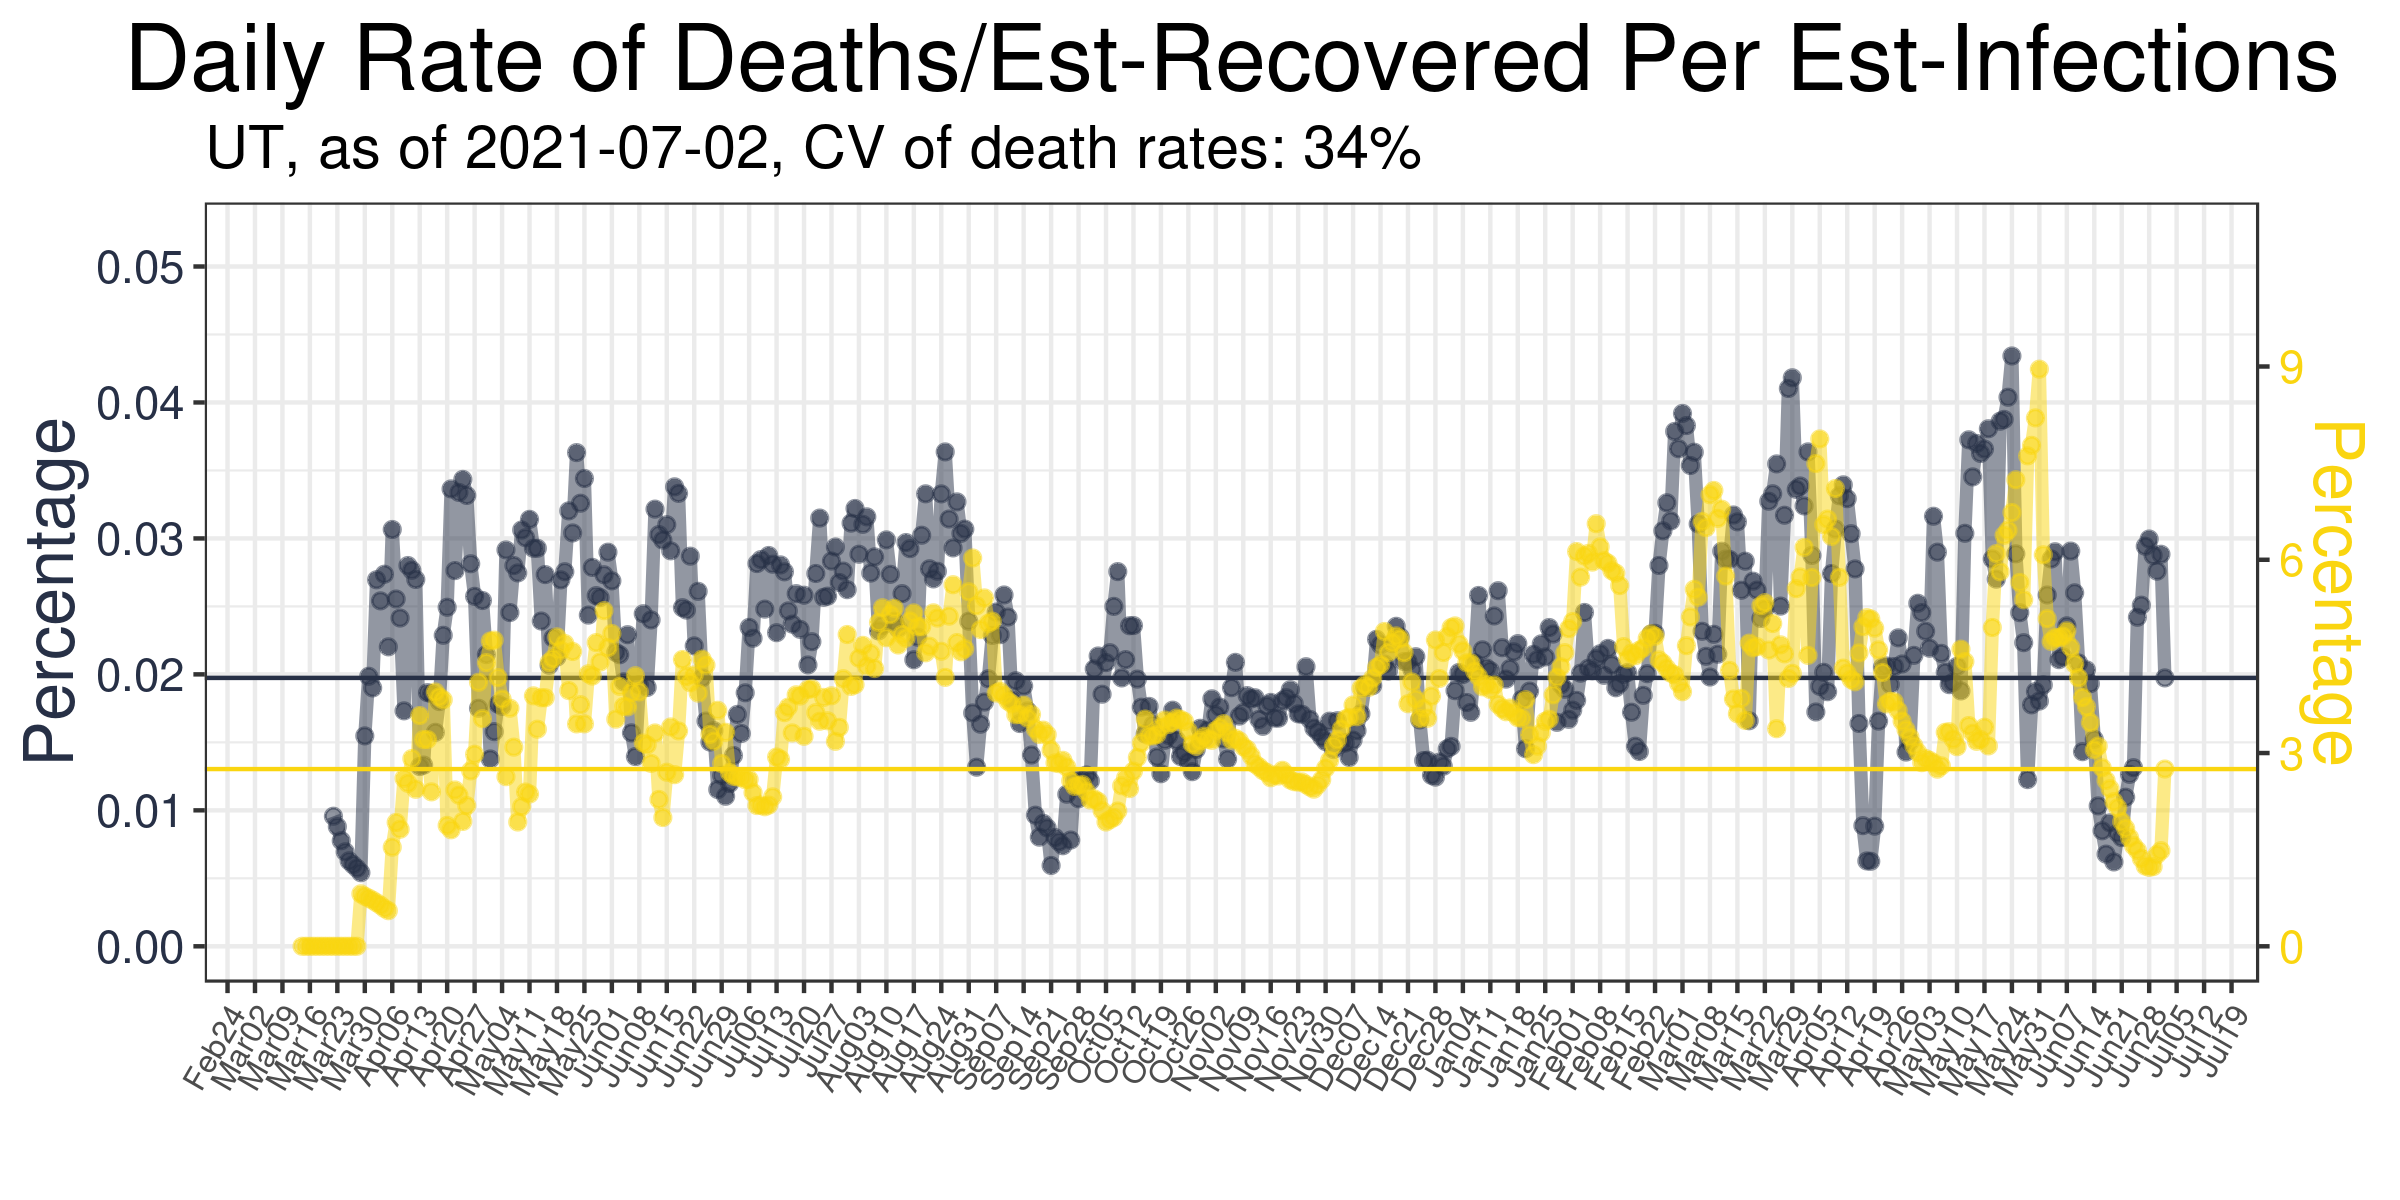 Daily Rate of Deaths/Est-Recovered Per Est-Infections
UT, as of 2021-07-02, CV of death rates: 34%
Percentage
0.05
0.04
0.03
0.02
0.01
0.00
9
6
3
0
Percentage
Feb24
Mar02
Mar09
Mar16
Mar23
Mar30
Apr06
Apr13
Apr20
Apr27
May04
May11
May18
May25
Jun01
Jun08
Jun15
Jun22
Jun29
Jul06
Jul13
Jul20
Jul27
Aug03
Aug10
Aug17
Aug24
Aug31
Sep07
Sep14
Sep21
Sep28
Oct05
Oct12
Oct19
Oct26
Nov02
Nov09
Nov16
Nov23
Nov30
Dec07
Dec14
Dec21
Dec28
Jan04
Jan11
Jan18
Jan25
Feb01
Feb08
Feb15
Feb22
Mar01
Mar08
Mar15
Mar22
Mar29
Apr05
Apr12
Apr19
Apr26
May03
May10
May17
May24
May31
Jun07
Jun14
Jun21
Jun28
Jul05
Jul12
Jul19